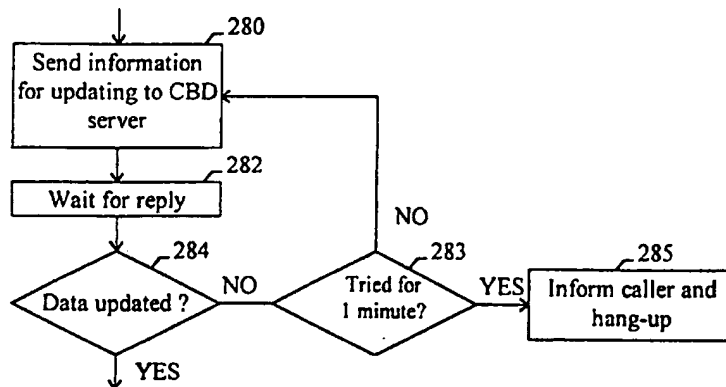 280
Send information
for updating to CBD
server
282
Wait for reply
284
Data updated ?
NO
YES
NO
283
Tried for
1 minute?
YES
285
Inform caller and
hang-up